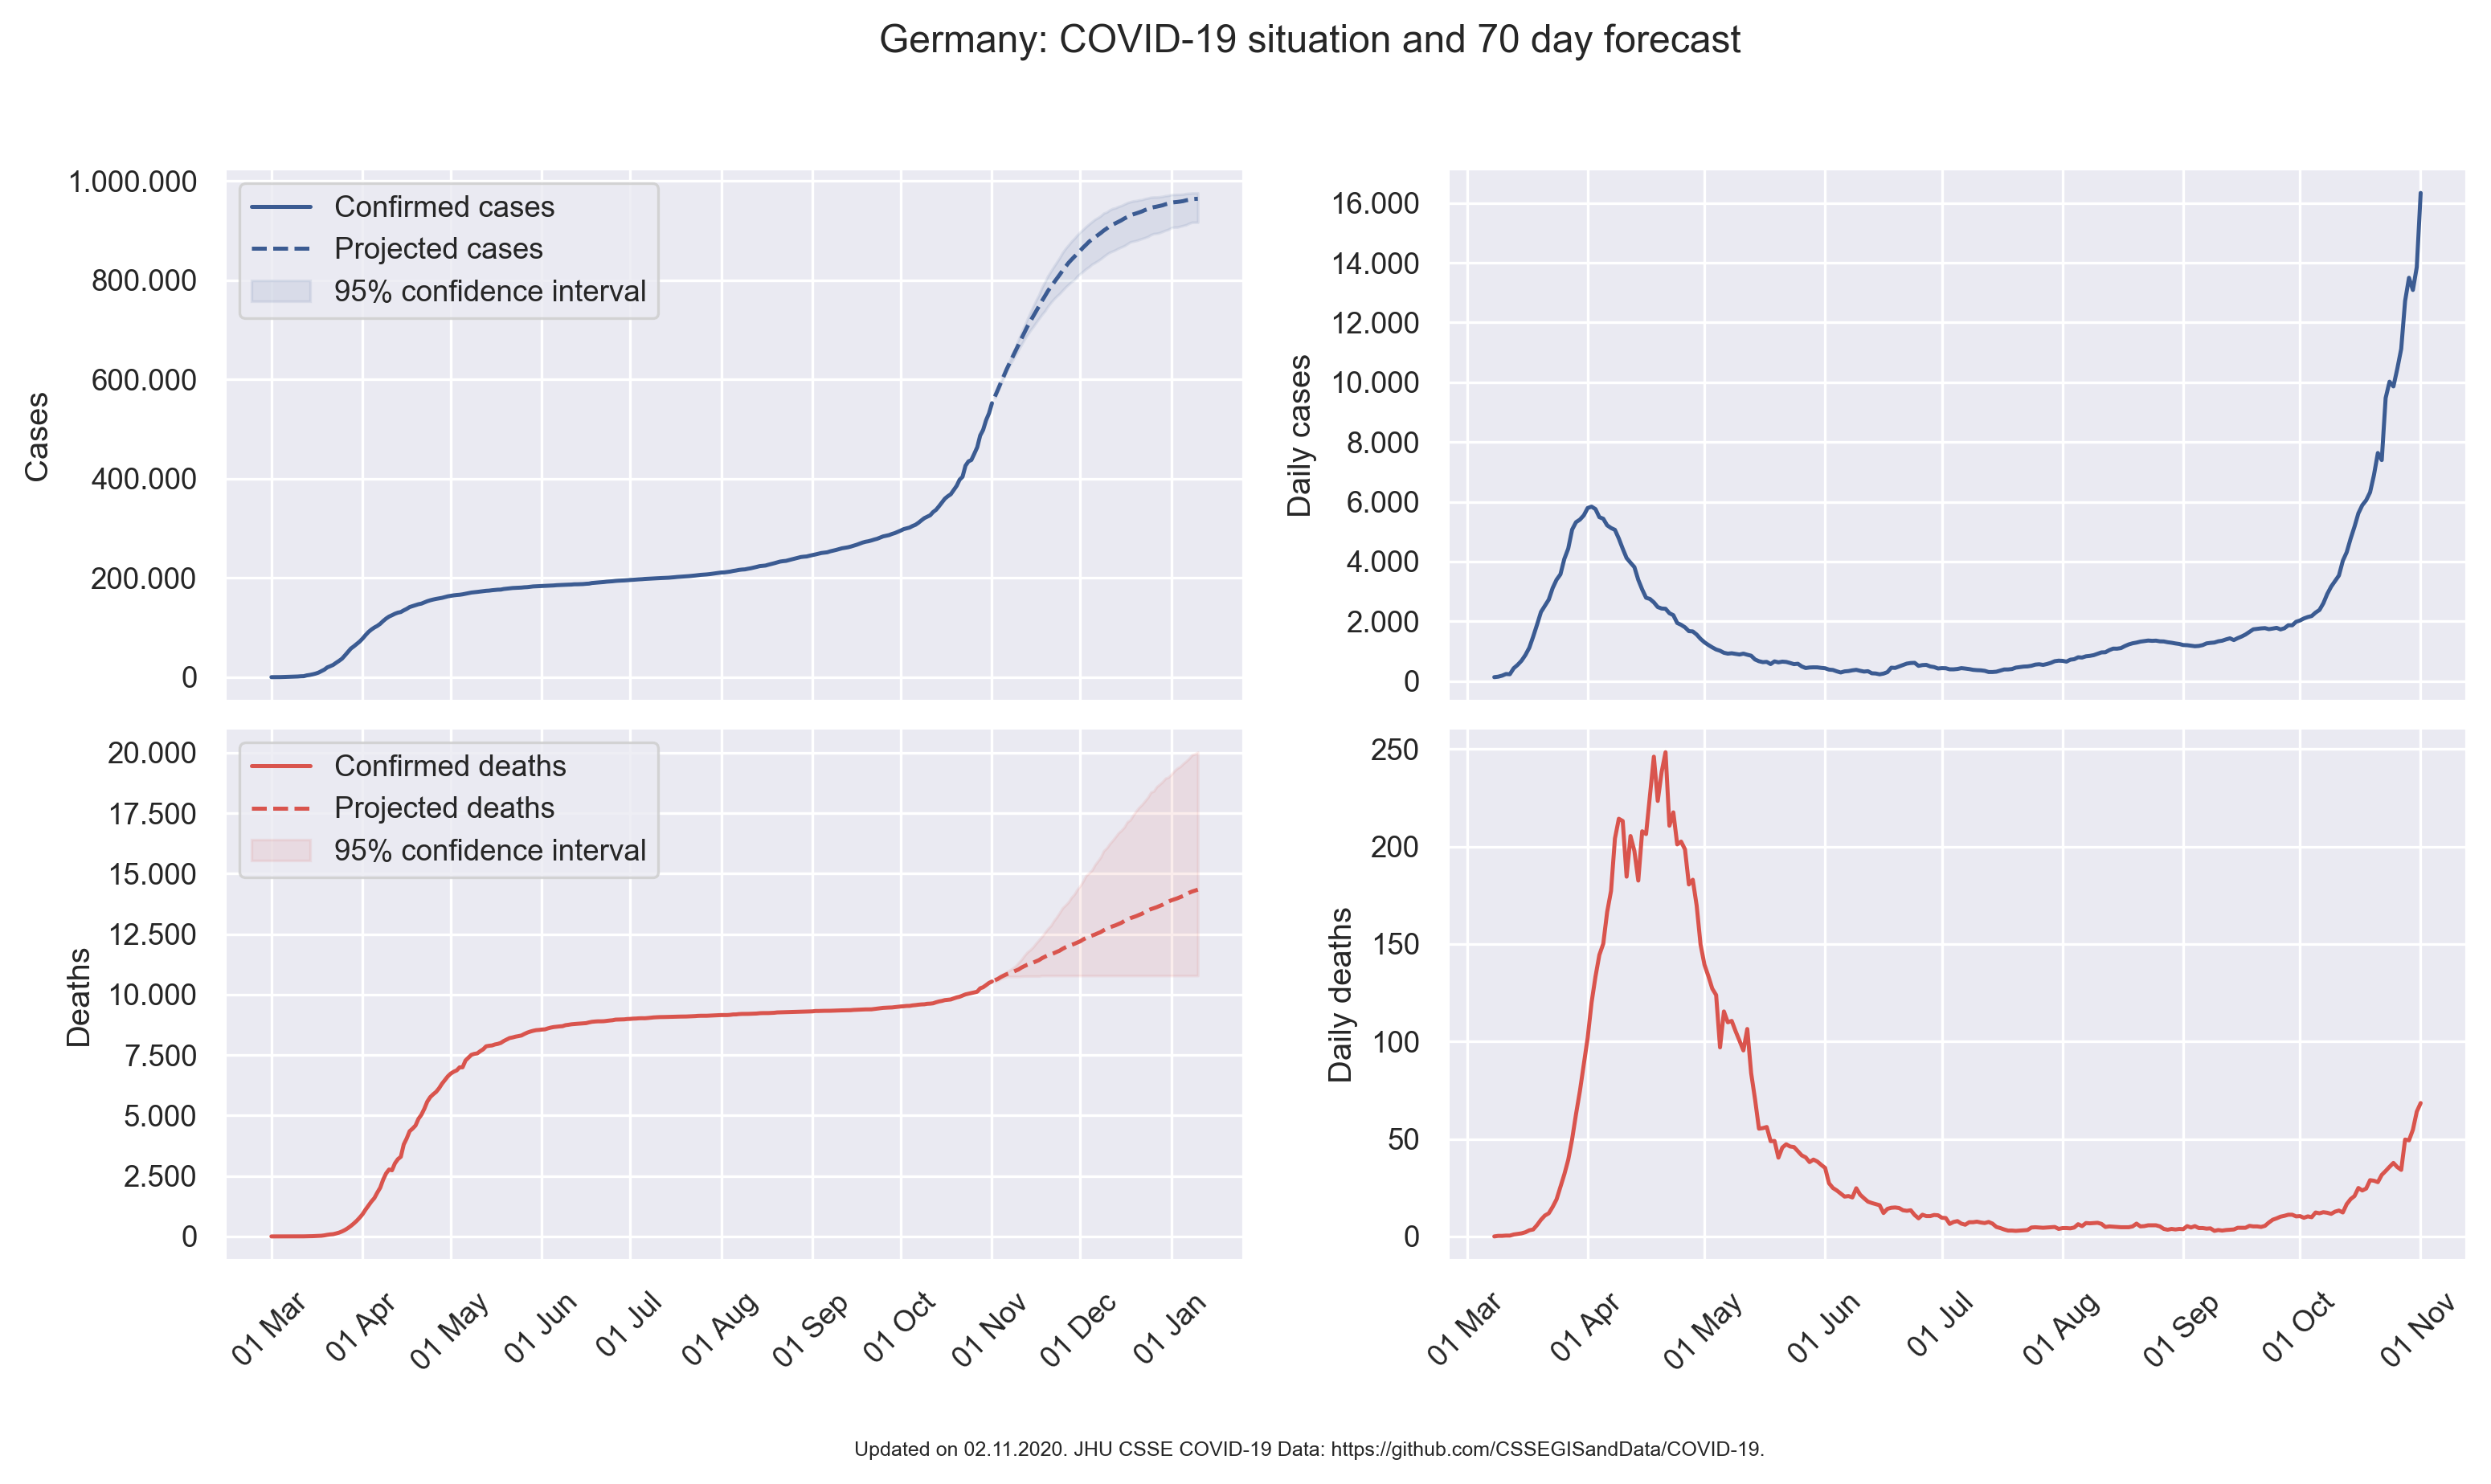 Germany: COVID-19 situation and 70 day forecast
Cases
1.000.000
800.000
600.000
400.000
200.000
0
Confirmed cases
Projected cases
95% confidence interval
Daily cases
16.000
14.000
12.000
10.000
8.000
6.000
4.000
2.000
0
Deaths
20.000
17.500
15.000
12.500
10.000
7.500
5.000
2.500
0
Confirmed deaths
Projected deaths
95% confidence interval
01 Mar
01 Apr
01 May
01 Jun
01 Jul
01 Aug
01 Sep
01 Oct
01 Nov
01 Dec
01 Jan
Daily deaths
250
200
150
100
50
0
01 Mar
01 Apr
01 May
01 Jun
01 Jul
01 Aug
01 Sep
01 Oct
01 Nov
Updated on 02.11.2020. JHU CSSE COVID-19 Data: https://github.com/CSSEGISandData/COVID-19.